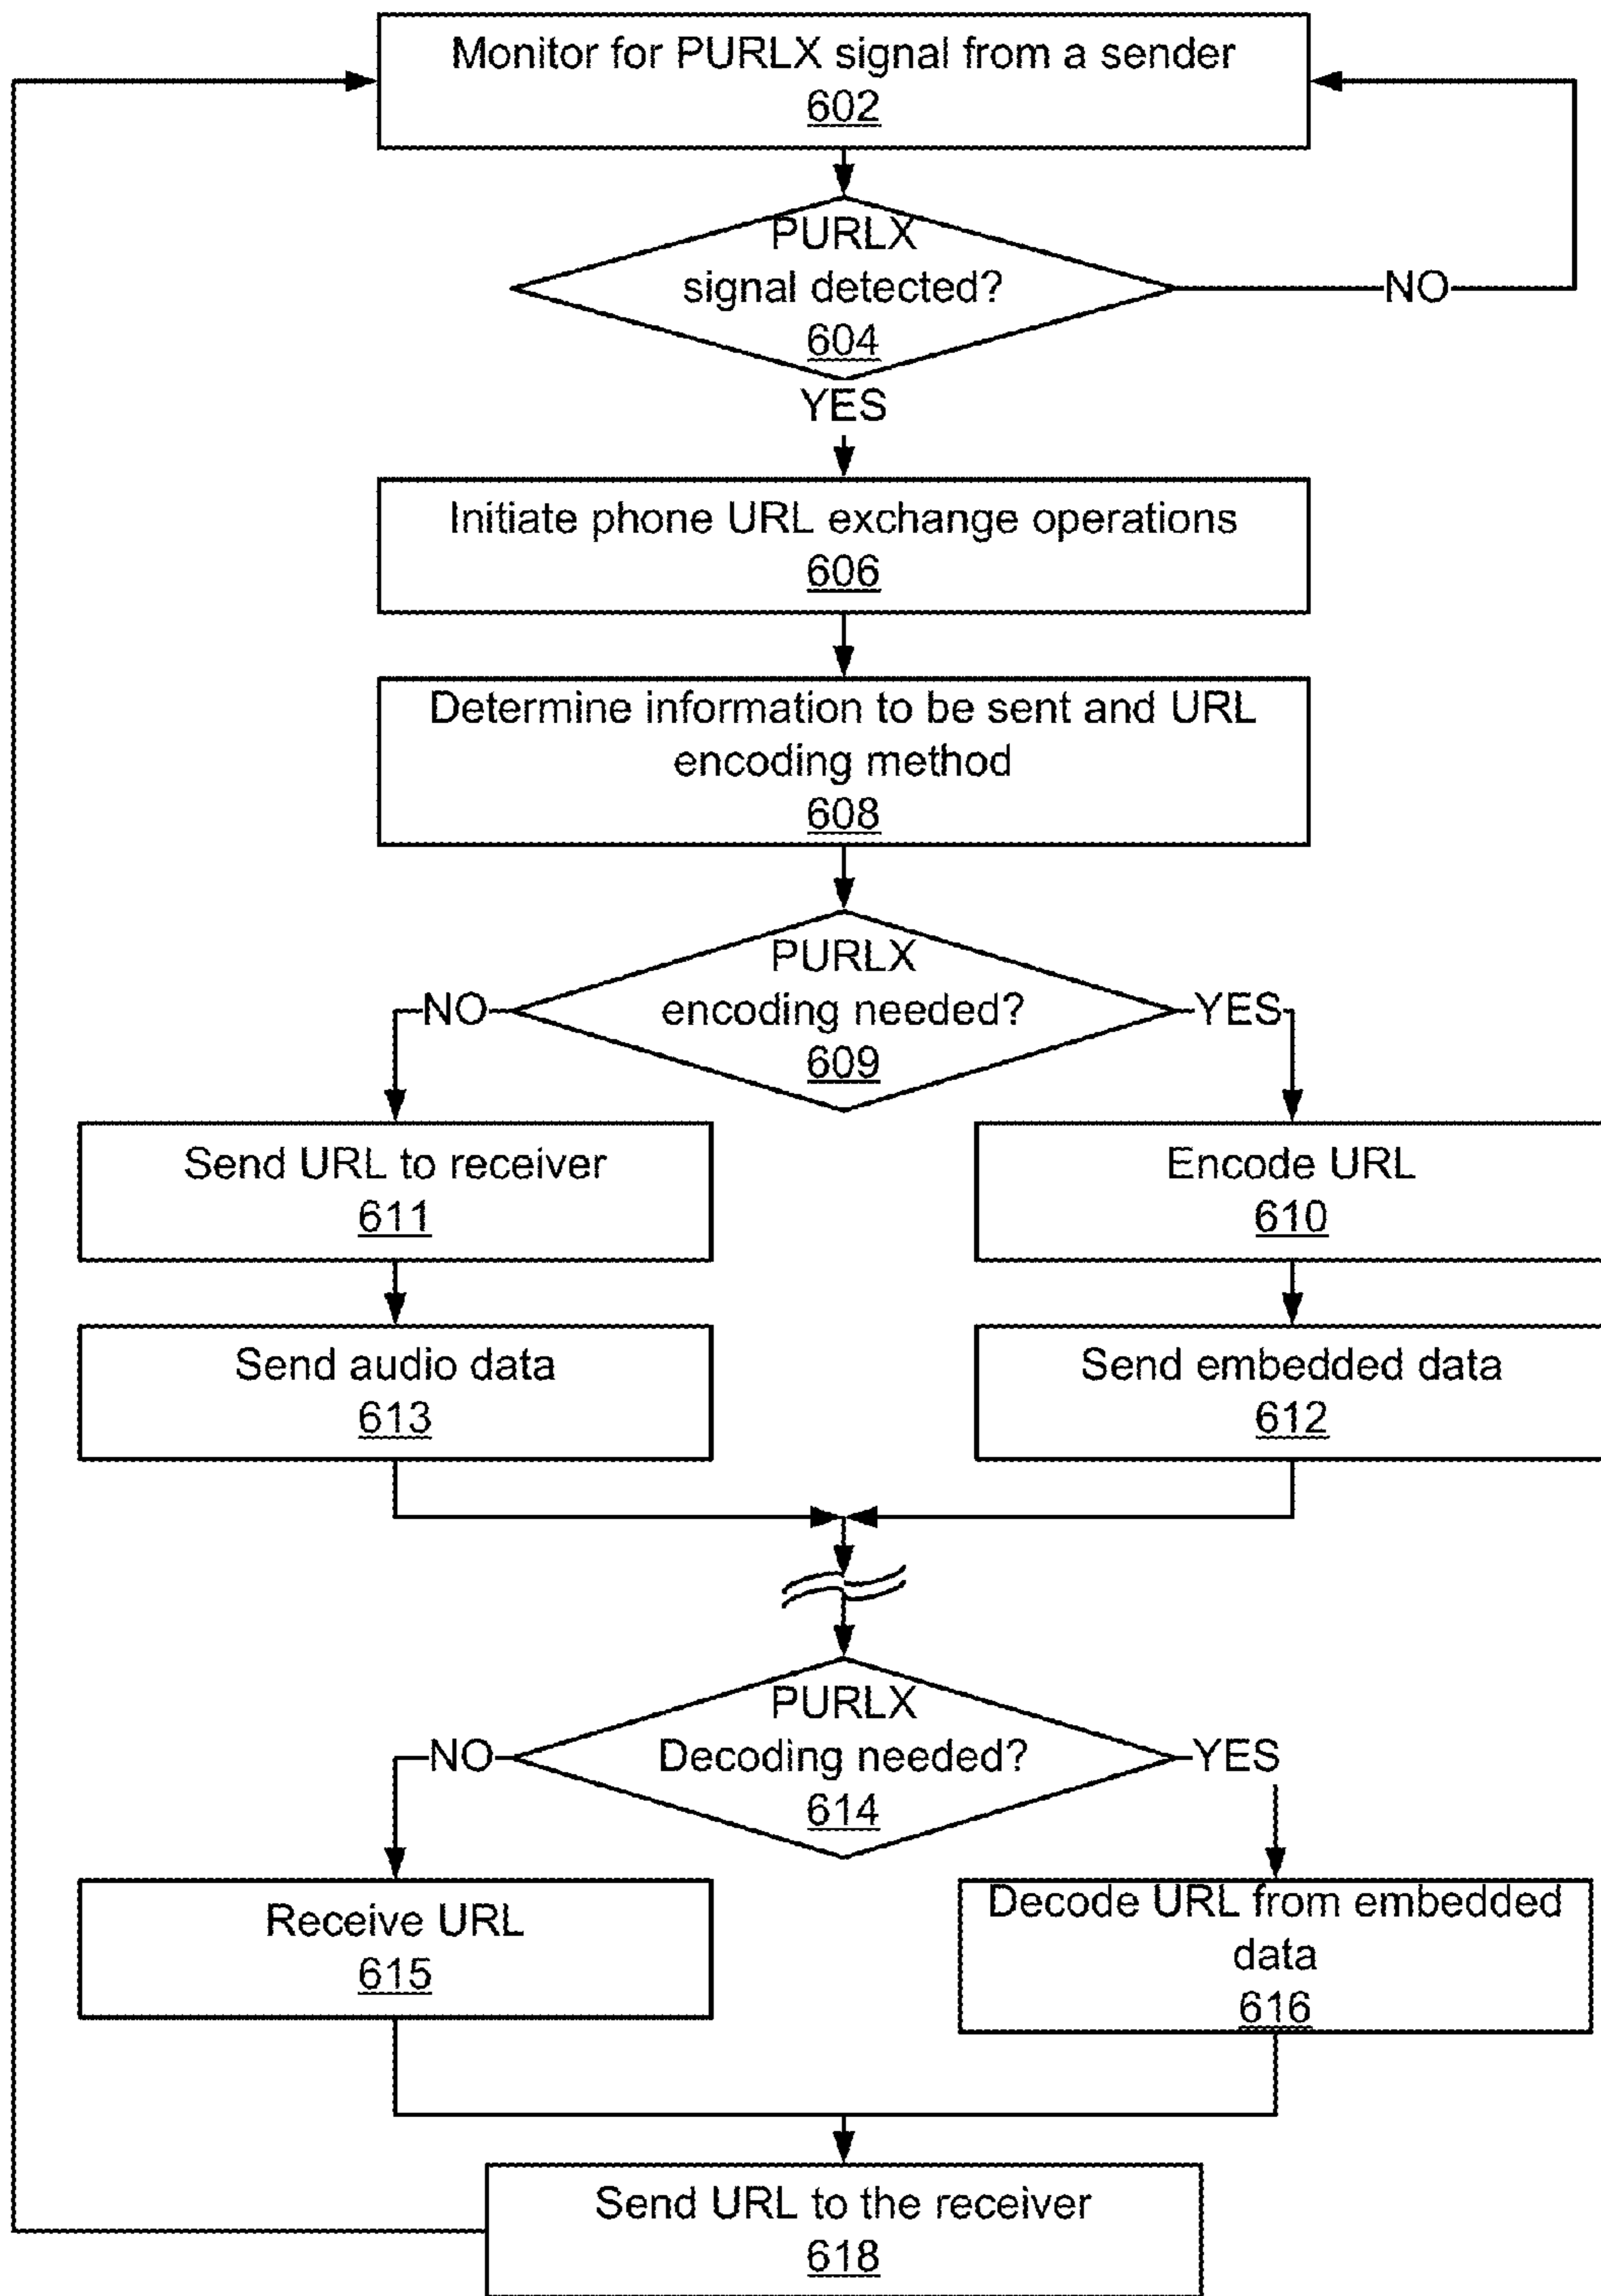 Monitor for PURLX signal from a sender
602
PURLX
signal detected?
604
NO
YES
Initiate phone URL exchange operations
606
Determine information to be sent and URL
encoding method
608
PURLX
encoding needed?
609
NO
YES
Send URL to receiver
611
Encode URL
610
Send audio data
613
Send embedded data
612
PURLX
Decoding needed?
614
NO
YES
Receive URL
615
Decode URL from embedded
data
616
Send URL to the receiver
618